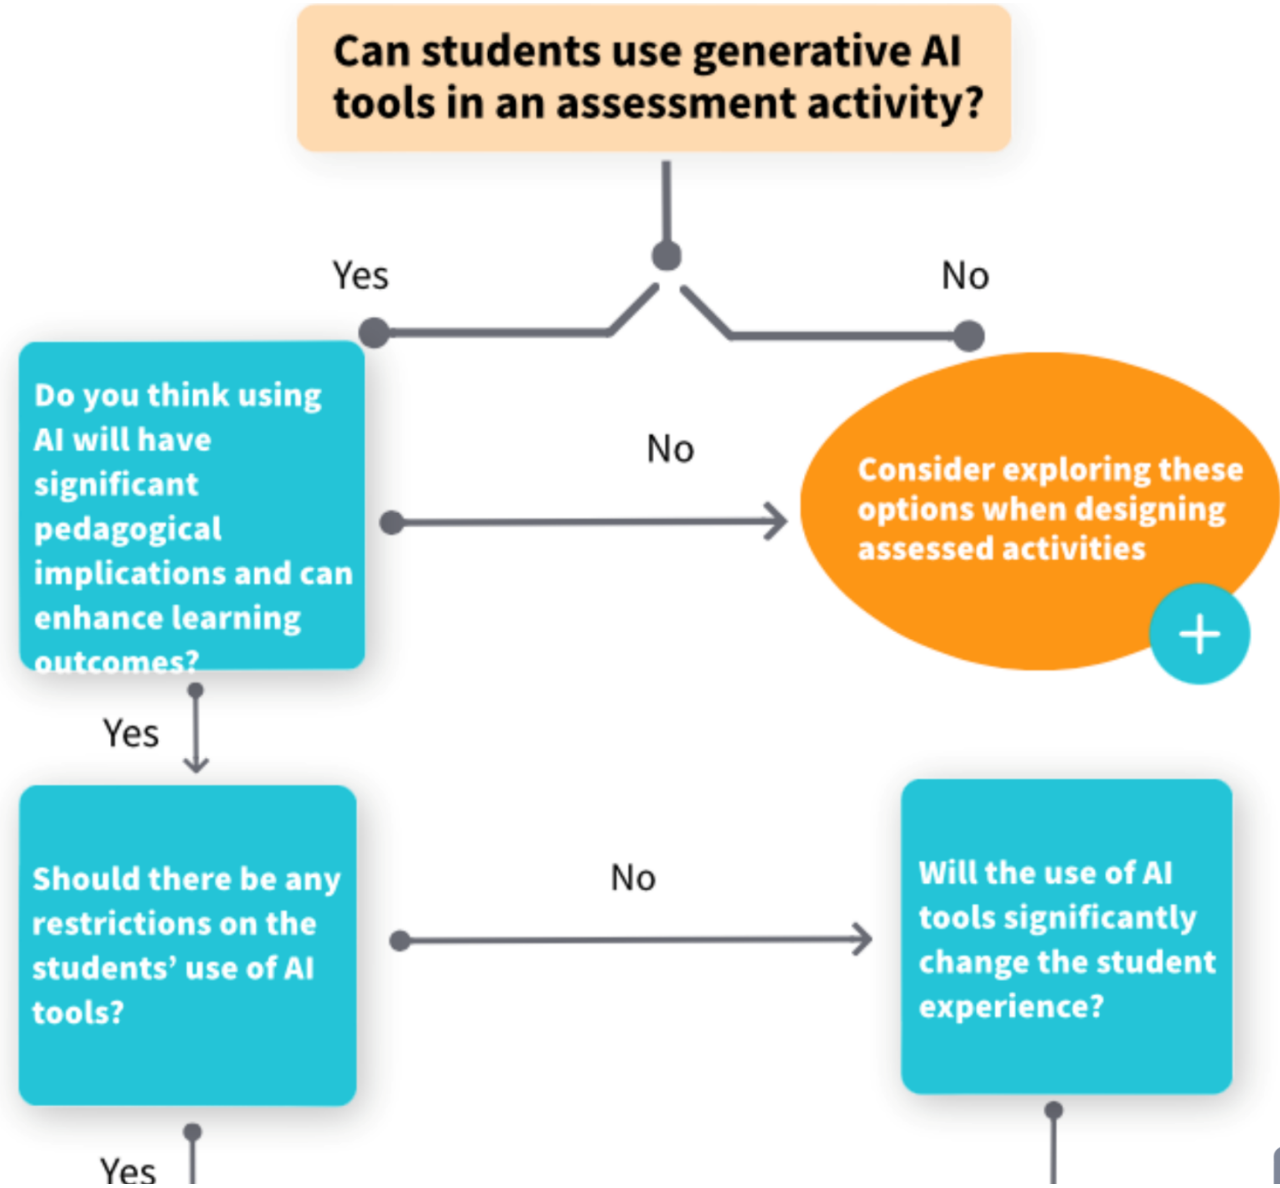 Can students use generative AI
tools in an assessment activity?
Yes
No
Do you think using
AI will have
significant
pedagogical
implications and can
enhance learning
outcomes?
No
Consider exploring these
options when designing
assessed activities
+
Yes
Should there be any
restrictions on the
students’ use of AI
tools?
No
Will the use of AI
tools significantly
change the student
experience?
Yes